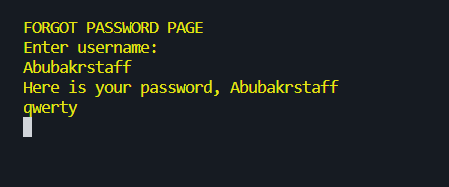 FORGOT PASSWORD PAGE
Enter username:
Abubakrstaff
Here is your password, Abubakrstaff
qwerty